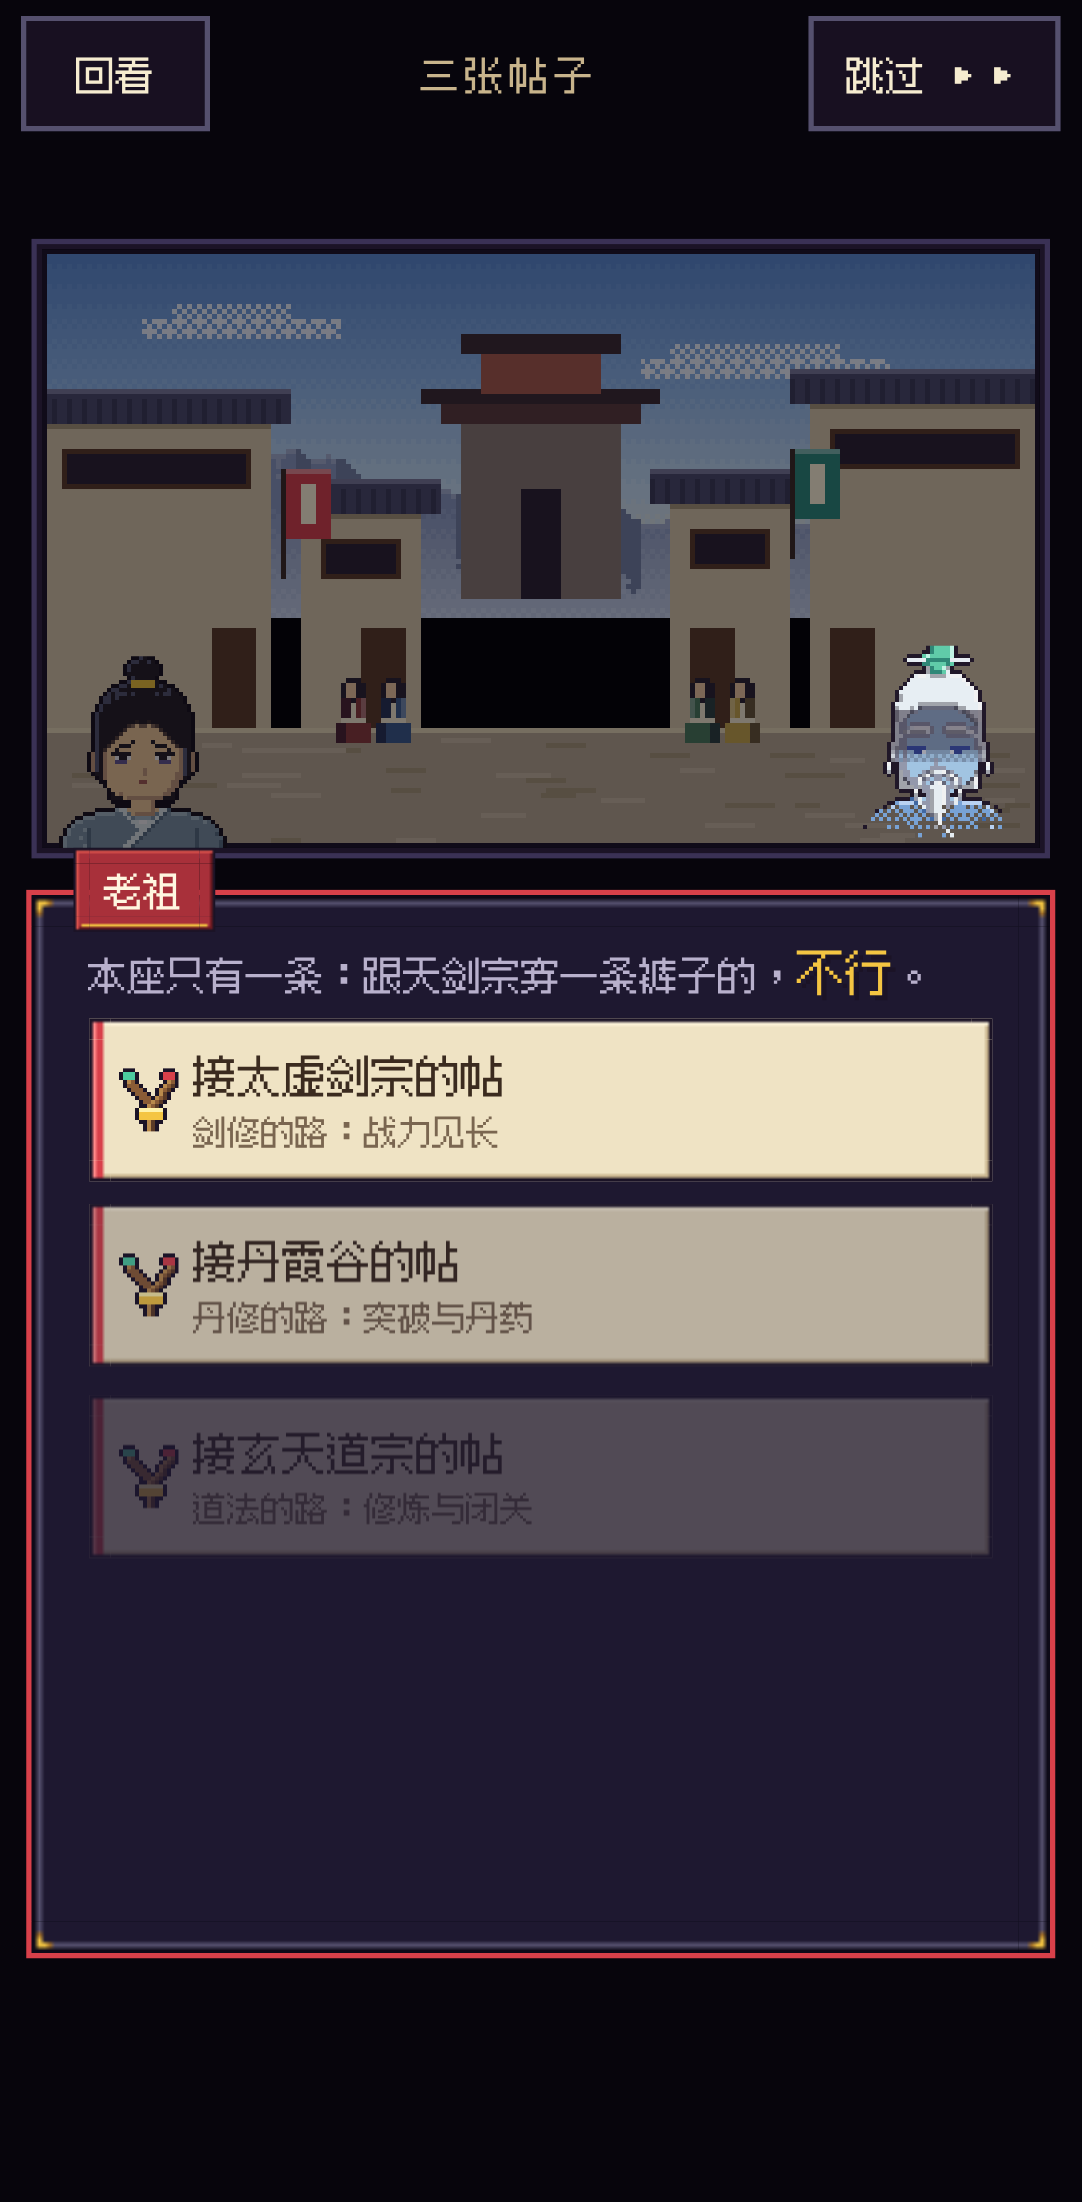 回看
三张帖子
跳过 ▶ ▶
老祖
本座只有一条：跟天剑宗穿一条裤子的，不行。
接太虚剑宗的帖
剑修的路：战力见长
接丹霞谷的帖
丹修的路：突破与丹药
接玄天道宗的帖
道法的路：修炼与闭关